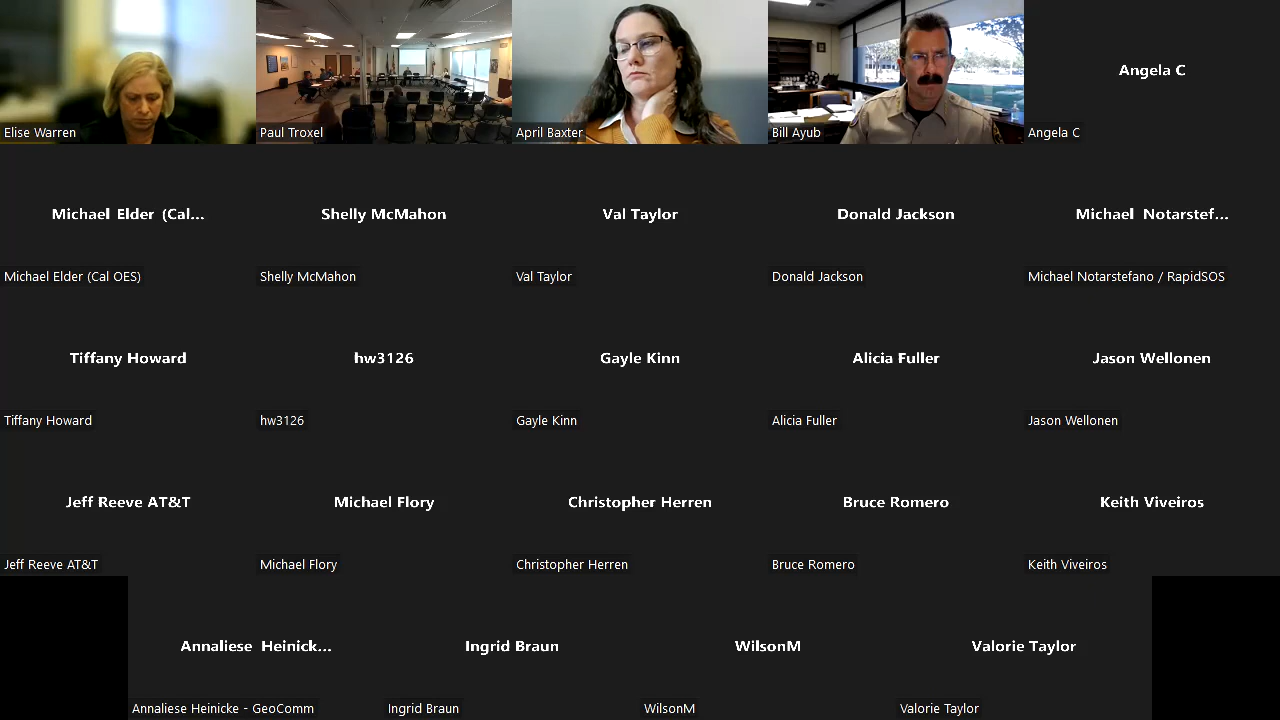 Elise Warren
Paul Troxel
April Baxter
Bill Ayub
Angela C
Angela C
Michael Elder (Cal...
Shelly McMahon
Val Taylor
Donald Jackson
Michael Notarstef...
Michael Elder (Cal OES)
Shelly McMahon
Val Taylor
Donald Jackson
Michael Notarstefano / RapidSOS
Tiffany Howard
hw3126
Gayle Kinn
Alicia Fuller
Jason Wellonen
Tiffany Howard
hw3126
Gayle Kinn
Alicia Fuller
Jason Wellonen
Jeff Reeve AT&T
Michael Flory
Christopher Herren
Bruce Romero
Keith Viveiros
Jeff Reeve AT&T
Michael Flory
Christopher Herren
Bruce Romero
Keith Viveiros
Annaliese Heinick...
Ingrid Braun
WilsonM
Valorie Taylor
Annaliese Heinicke - GeoComm
Ingrid Braun
WilsonM
Valorie Taylor